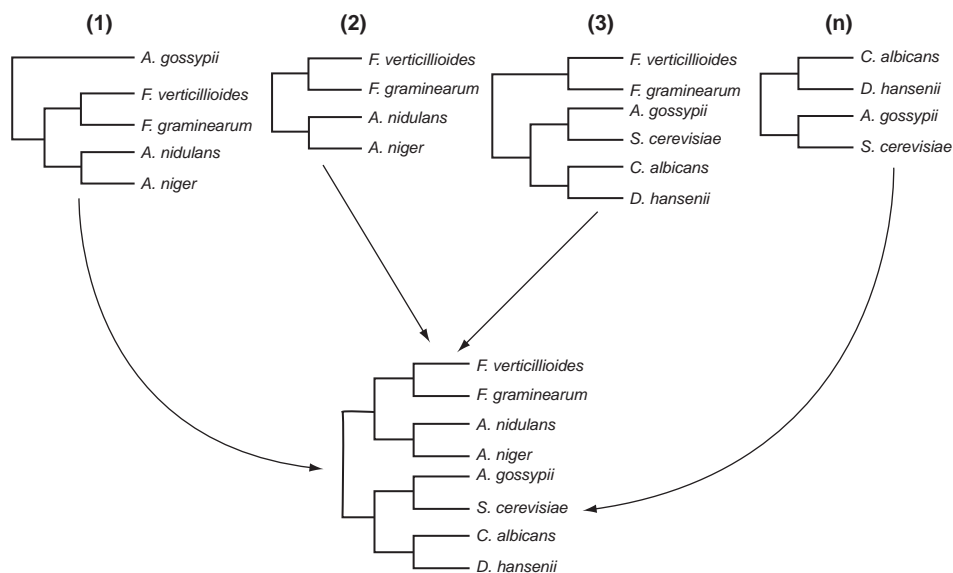 (1)
A. gossypii
F. verticillioides
F. graminearum
A. nidulans
A. niger
(2)
F. verticillioides
F. graminearum
A. nidulans
A. niger
(3)
F. verticillioides
F. graminearum
A. gossypii
S. cerevisiae
C. albicans
D. hansenii
(n)
C. albicans
D. hansenii
A. gossypii
S. cerevisiae
F. verticillioides
F. graminearum
A. nidulans
A. niger
A. gossypii
S. cerevisiae
C. albicans
D. hansenii